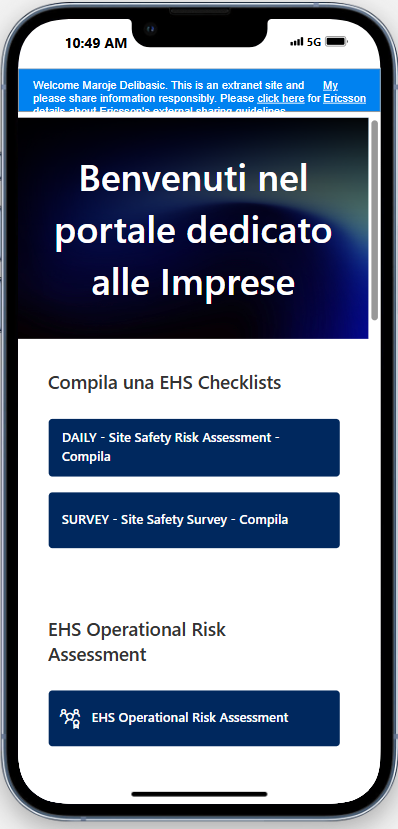 10:49 AM
5G
Welcome Maroje Delibasic. This is an extranet site and
please share information responsibly. Please click here for
details about Ericsson's external sharing guidelines
My
Ericsson
Benvenuti nel
portale dedicato
alle Imprese
Compila una EHS Checklists
DAILY - Site Safety Risk Assessment -
Compila
SURVEY - Site Safety Survey - Compila
EHS Operational Risk
Assessment
EHS Operational Risk Assessment